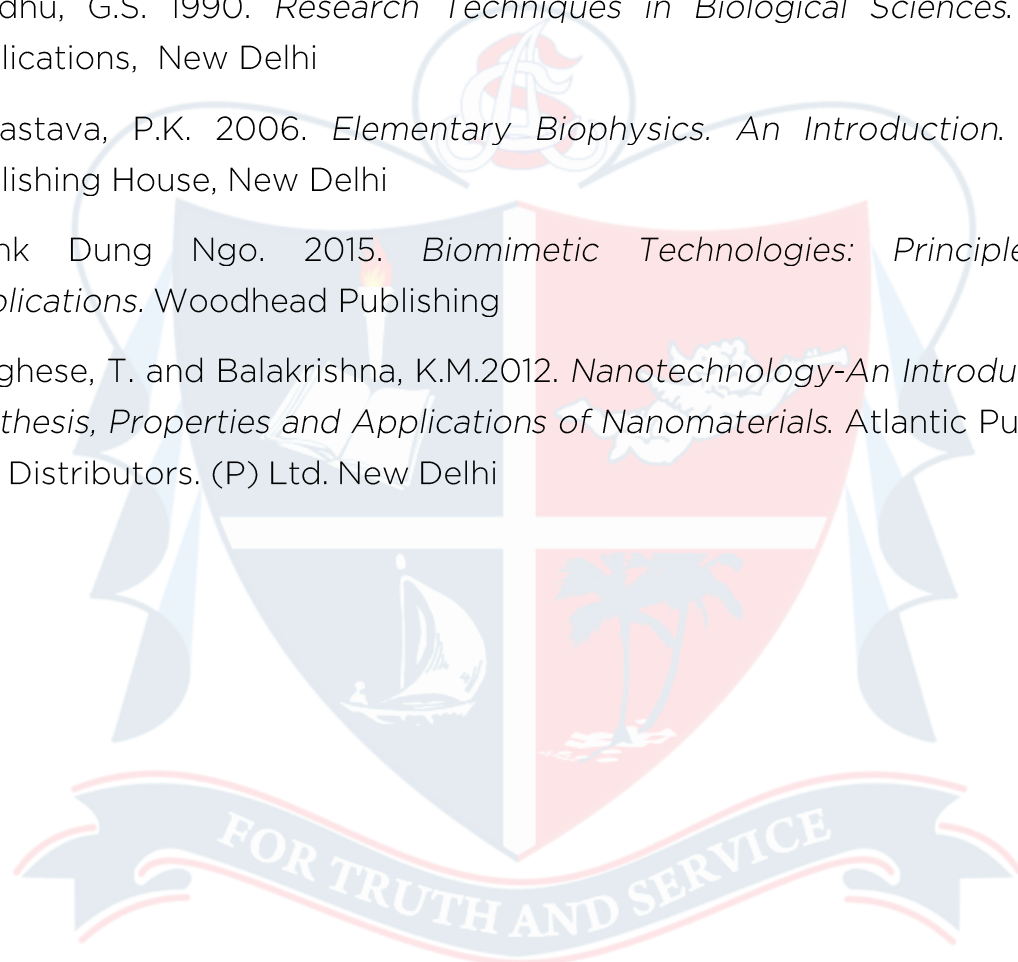 dhu, G.S. 1990. Research Techniques in Biological Sciences.
lications, New Delhi
astava, P.K. 2006. Elementary Biophysics. An Introduction.
lishing House, New Delhi
nk Dung Ngo. 2015. Biomimetic Technologies: Principle
plications. Woodhead Publishing
ghese, T. and Balakrishna, K.M.2012. Nanotechnology-An Introdu
thesis, Properties and Applications of Nanomaterials. Atlantic Pu
Distributors. (P) Ltd. New Delhi
FOR TRUTH AND SERVICE